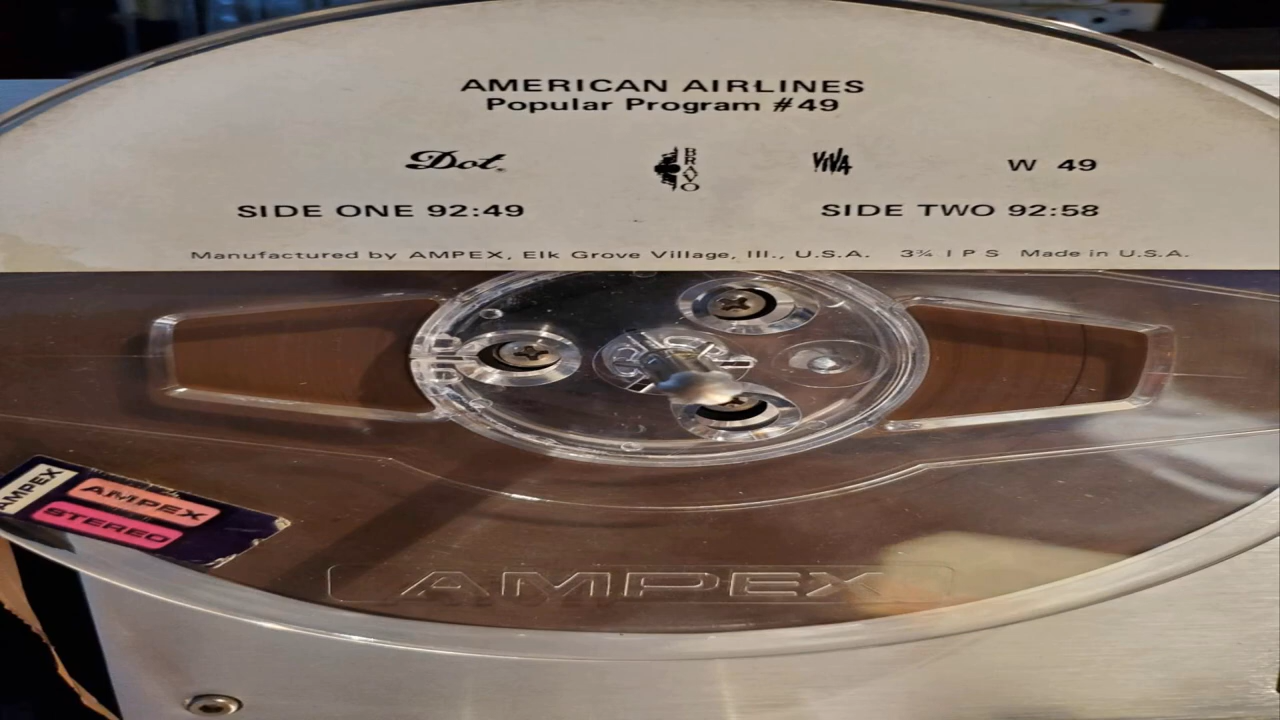 AMERICAN AIRLINES
Popular Program #49
Dot. BRAVO VIVA W 49
SIDE ONE 92:49 SIDE TWO 92:58
Manufactured by AMPEX, Elk Grove Village, Ill., U.S.A. 3¾ I P S Made in U.S.A.
AMPEX
AMPEX
STEREO
AMPEX